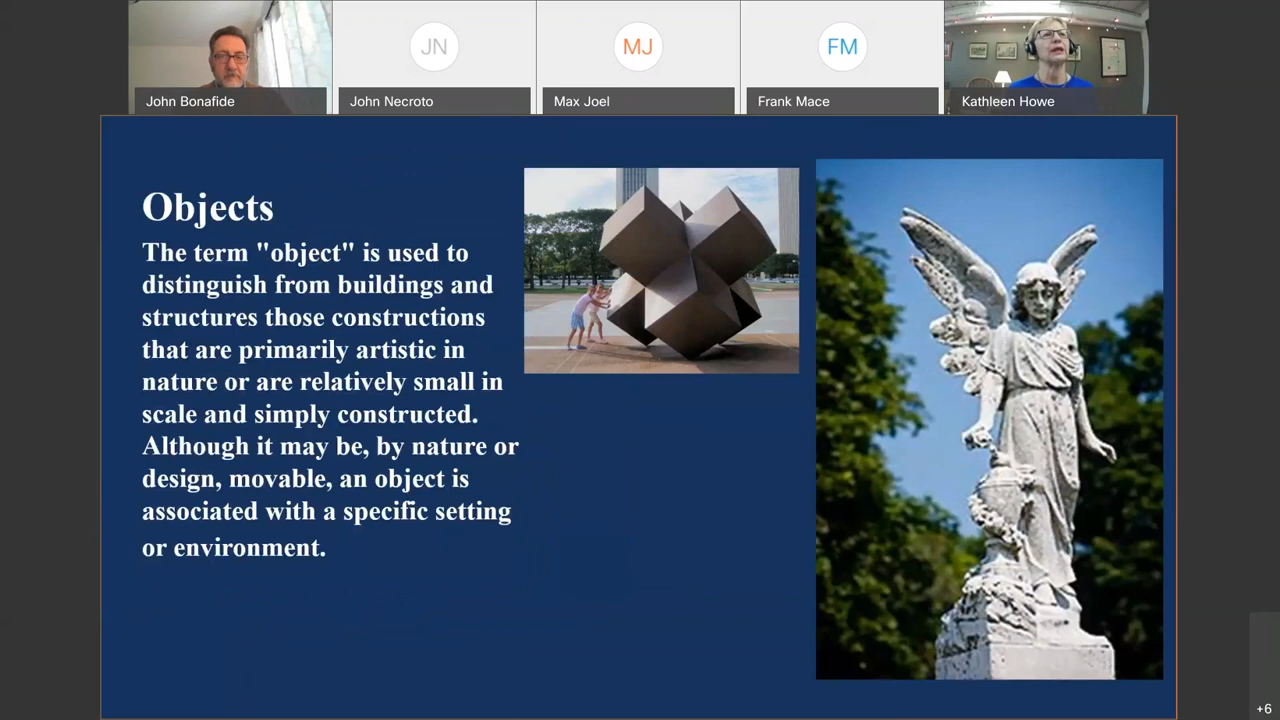 JN
MJ
FM
John Bonafide
John Necroto
Max Joel
Frank Mace
Kathleen Howe
Objects
The term "object" is used to
distinguish from buildings and
structures those constructions
that are primarily artistic in
nature or are relatively small in
scale and simply constructed.
Although it may be, by nature or
design, movable, an object is
associated with a specific setting
or environment.
+6